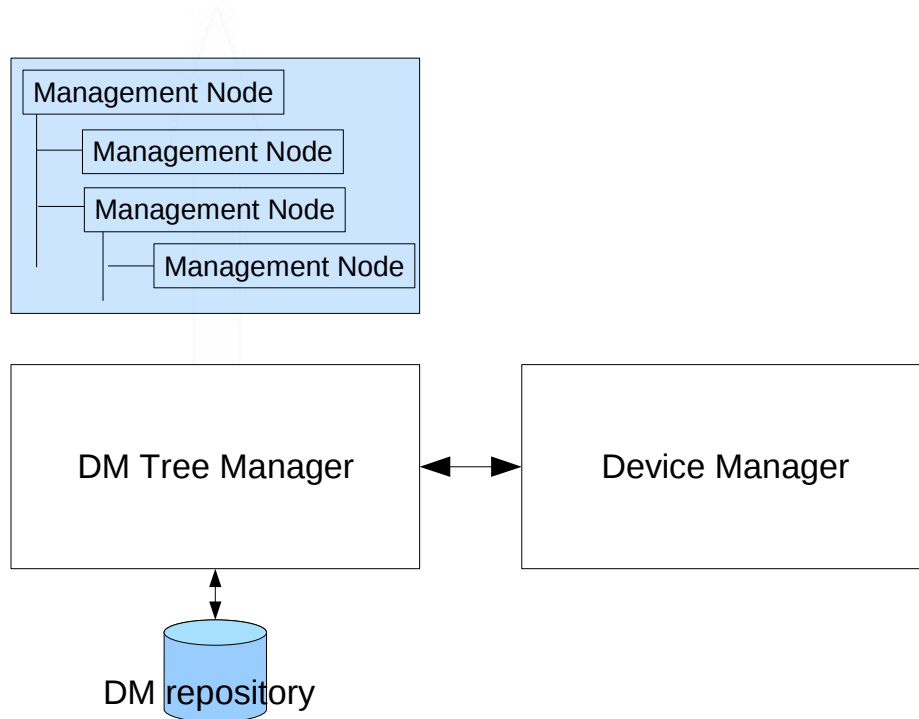 Management Node
Management Node
Management Node
Management Node
DM Tree Manager
Device Manager
DM repository